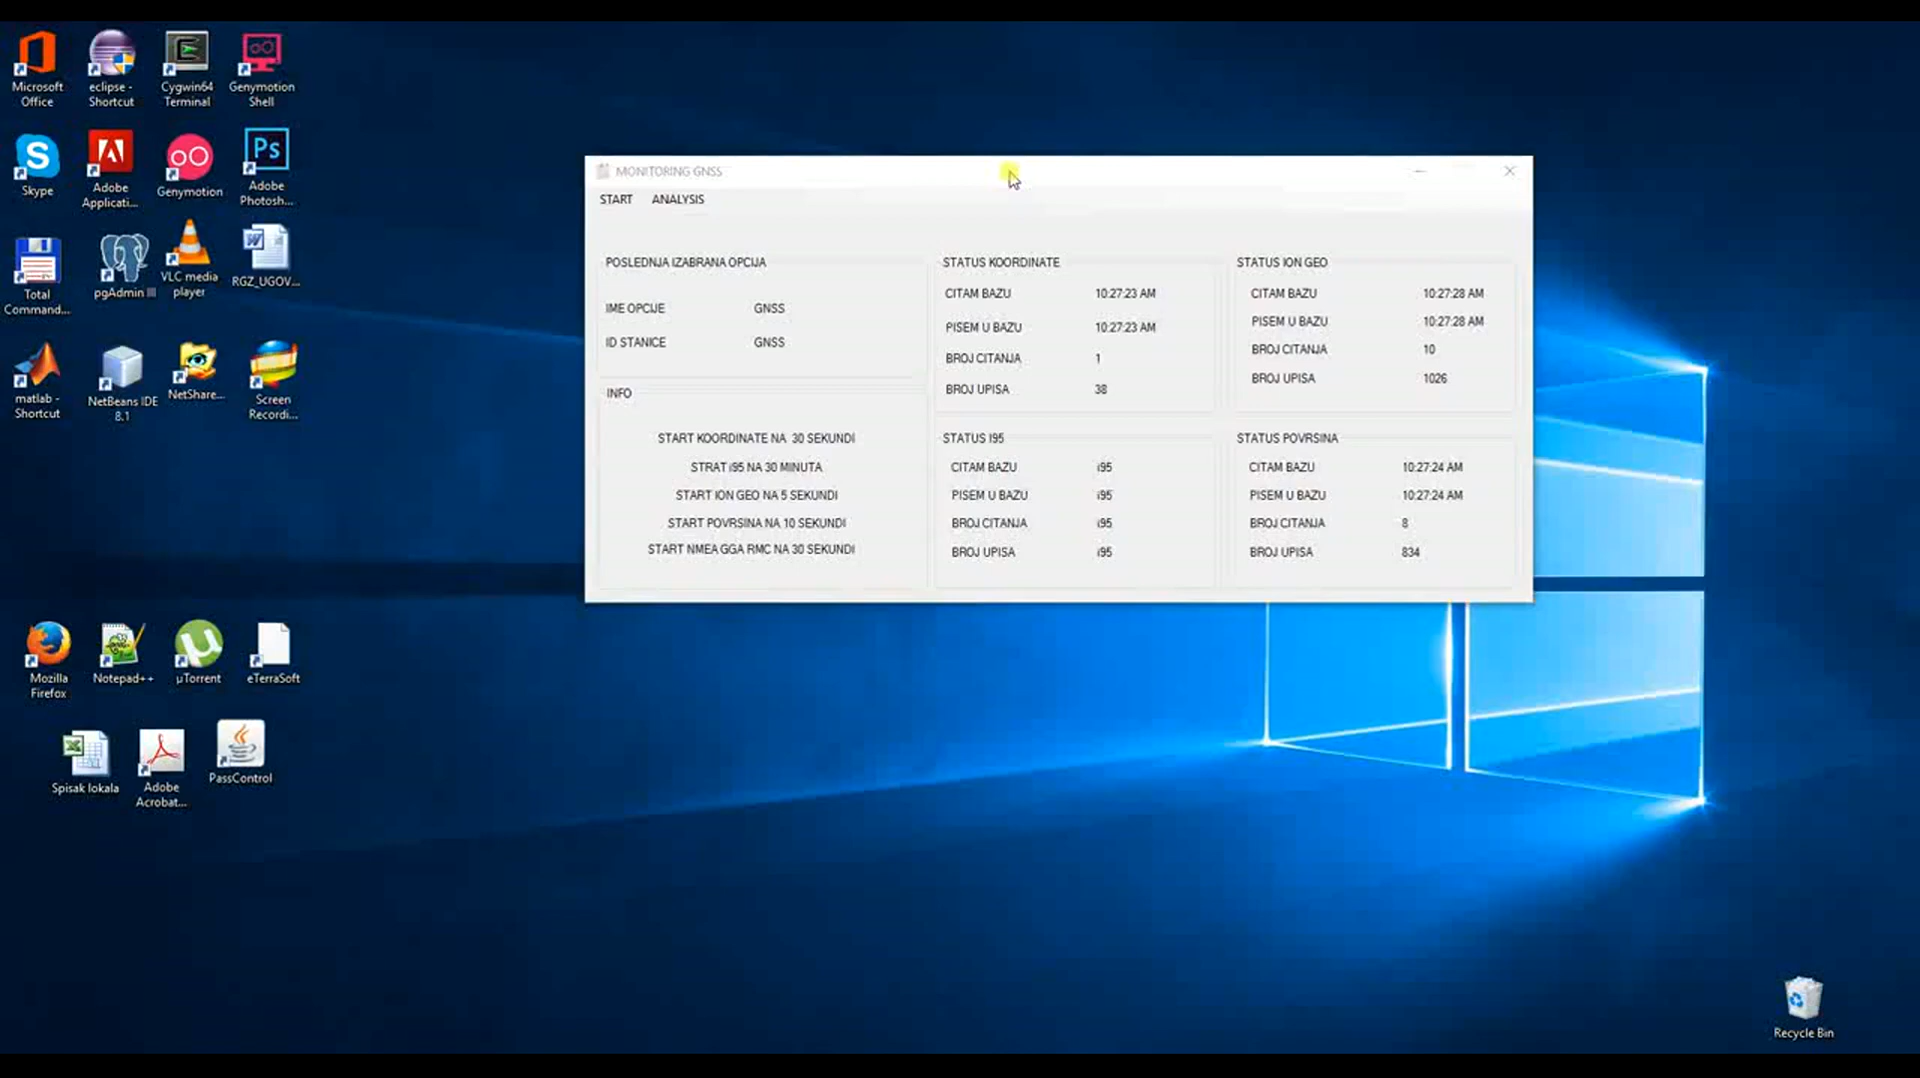 Microsoft
Office
eclipse -
Shortcut
Cygwin64
Terminal
Genymotion
Shell
Skype
Adobe
Applicati...
Genymotion
Ps
Adobe
Photosh...
Total
Comman...
pgAdmin III
VLC media
player
RGZ_UGOV...
matlab -
Shortcut
NetBeans IDE
8.1
NetShare...
Screen
Recordi...
Mozilla
Firefox
Notepad++
µTorrent
eTerraSoft
Spisak lokala
Adobe
Acrobat...
PassControl
MONITORING GNSS
START ANALYSIS
POSLEDNJA IZABRANA OPCIJA
IME OPCIJE GNSS
ID STANICE GNSS
INFO
START KOORDINATE NA 30 SEKUNDI
STRAT i95 NA 30 MINUTA
START ION GEO NA 5 SEKUNDI
START POVRSINA NA 10 SEKUNDI
START NMEA GGA RMC NA 30 SEKUNDI
STATUS KOORDINATE
CITAM BAZU 10:27:23 AM
PISEM U BAZU 10:27:23 AM
BROJ CITANJA 1
BROJ UPISA 38
STATUS ION GEO
CITAM BAZU 10:27:28 AM
PISEM U BAZU 10:27:28 AM
BROJ CITANJA 10
BROJ UPISA 1026
STATUS I95
CITAM BAZU i95
PISEM U BAZU i95
BROJ CITANJA i95
BROJ UPISA i95
STATUS POVRSINA
CITAM BAZU 10:27:24 AM
PISEM U BAZU 10:27:24 AM
BROJ CITANJA 8
BROJ UPISA 834
Recycle Bin